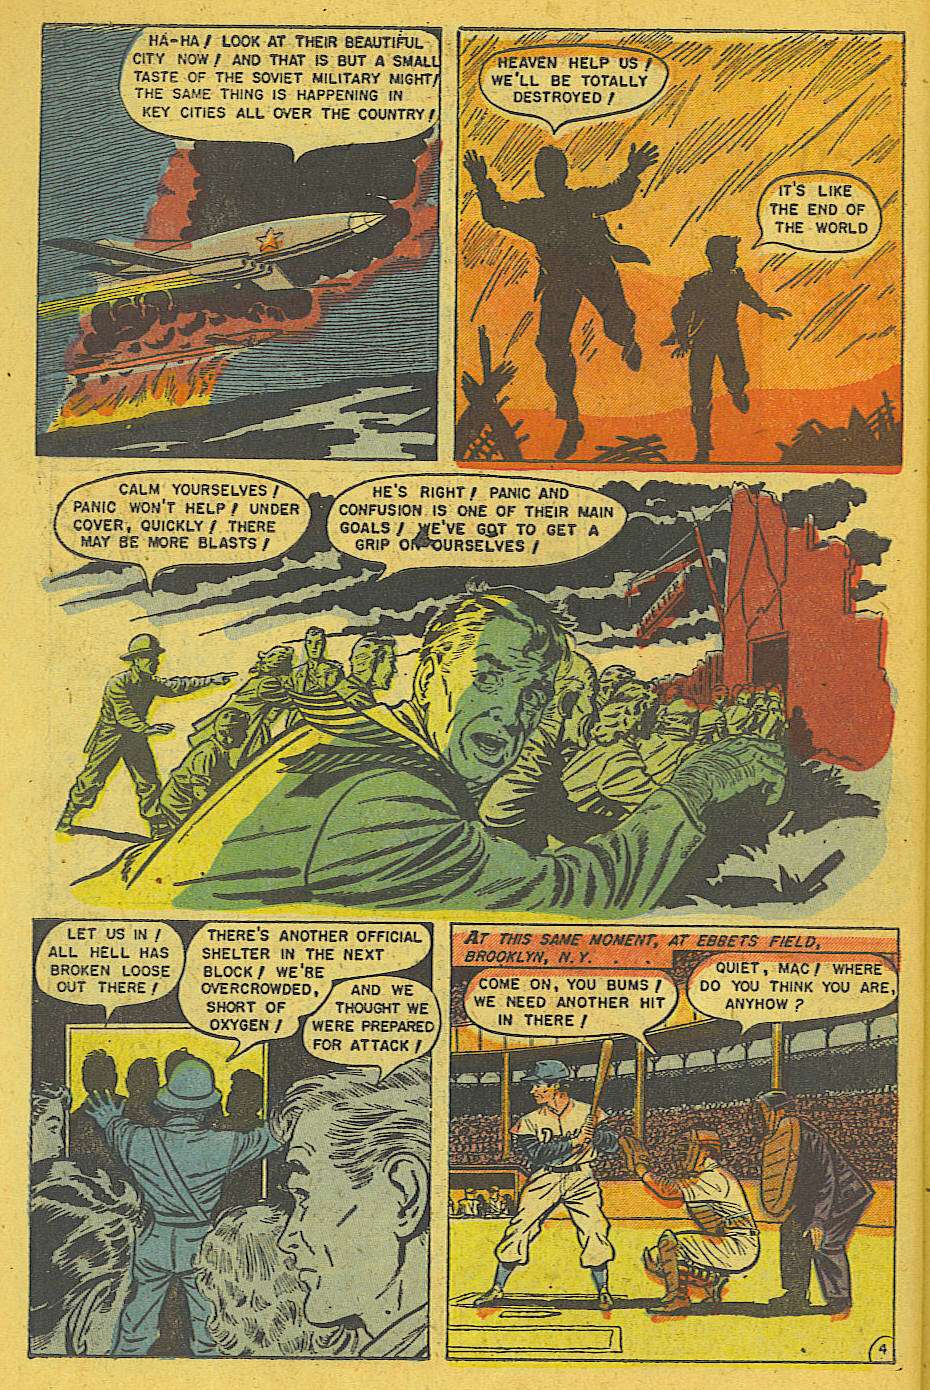 HA-HA! LOOK AT THEIR BEAUTIFUL
CITY NOW! AND THAT IS BUT A SMALL
TASTE OF THE SOVIET MILITARY MIGHT!
THE SAME THING IS HAPPENING IN
KEY CITIES ALL OVER THE COUNTRY!
HEAVEN HELP US!
WE'LL BE TOTALLY
DESTROYED!
IT'S LIKE
THE END OF
THE WORLD
CALM YOURSELVES!
PANIC WON'T HELP! UNDER
COVER, QUICKLY! THERE
MAY BE MORE BLASTS!
HE'S RIGHT! PANIC AND
CONFUSION IS ONE OF THEIR MAIN
GOALS! WE'VE GOT TO GET A
GRIP ON OURSELVES!
LET US IN!
ALL HELL HAS
BROKEN LOOSE
OUT THERE!
THERE'S ANOTHER OFFICIAL
SHELTER IN THE NEXT
BLOCK! WE'RE
OVERCROWDED,
SHORT OF
OXYGEN!
AND WE
THOUGHT WE
WERE PREPARED
FOR ATTACK!
AT THIS SAME MOMENT, AT EBBETS FIELD,
BROOKLYN, N.Y. . .
COME ON, YOU BUMS!
WE NEED ANOTHER HIT
IN THERE!
QUIET, MAC! WHERE
DO YOU THINK YOU ARE,
ANYHOW?
4